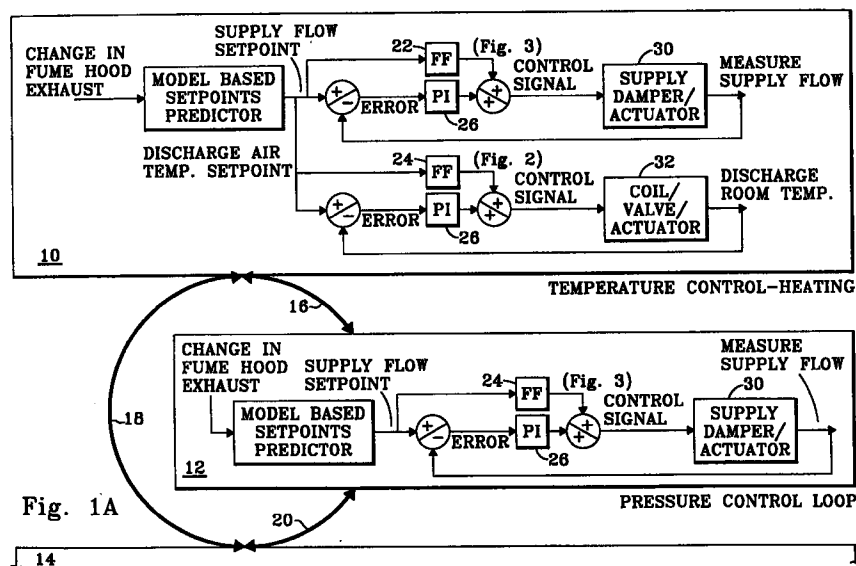 CHANGE IN
FUME HOOD
EXHAUST
MODEL BASED
SETPOINTS
PREDICTOR
SUPPLY FLOW
SETPOINT
22
FF
(Fig. 3)
CONTROL
SIGNAL
ERROR
PI
26
30
SUPPLY
DAMPER/
ACTUATOR
MEASURE
SUPPLY FLOW
DISCHARGE AIR
TEMP. SETPOINT
24
FF
(Fig. 2)
CONTROL
SIGNAL
ERROR
PI
26
32
COIL/
VALVE/
ACTUATOR
DISCHARGE
ROOM TEMP.
10
TEMPERATURE CONTROL-HEATING
16
18
CHANGE IN
FUME HOOD
EXHAUST
SUPPLY FLOW
SETPOINT
MODEL BASED
SETPOINTS
PREDICTOR
24
FF
(Fig. 3)
CONTROL
SIGNAL
ERROR
PI
26
30
SUPPLY
DAMPER/
ACTUATOR
MEASURE
SUPPLY FLOW
12
PRESSURE CONTROL LOOP
Fig. 1A
20
14